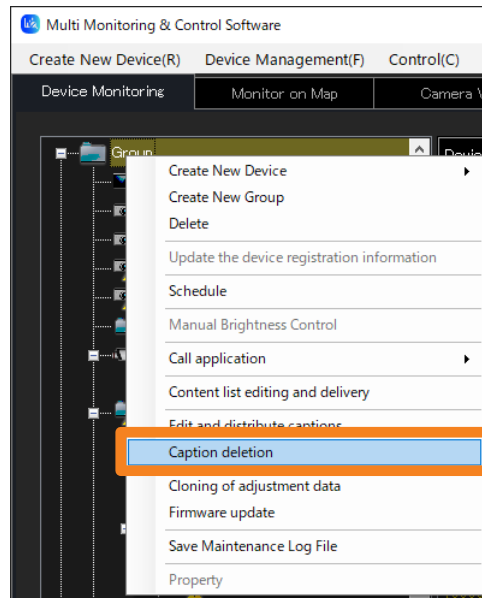 Multi Monitoring & Control Software
Create New Device(R) Device Management(F) Control(C)
Device Monitoring Monitor on Map Camera
Group
Create New Device
Create New Group
Delete
Update the device registration information
Schedule
Manual Brightness Control
Call application
Content list editing and delivery
Edit and distribute captions
Caption deletion
Cloning of adjustment data
Firmware update
Save Maintenance Log File
Property